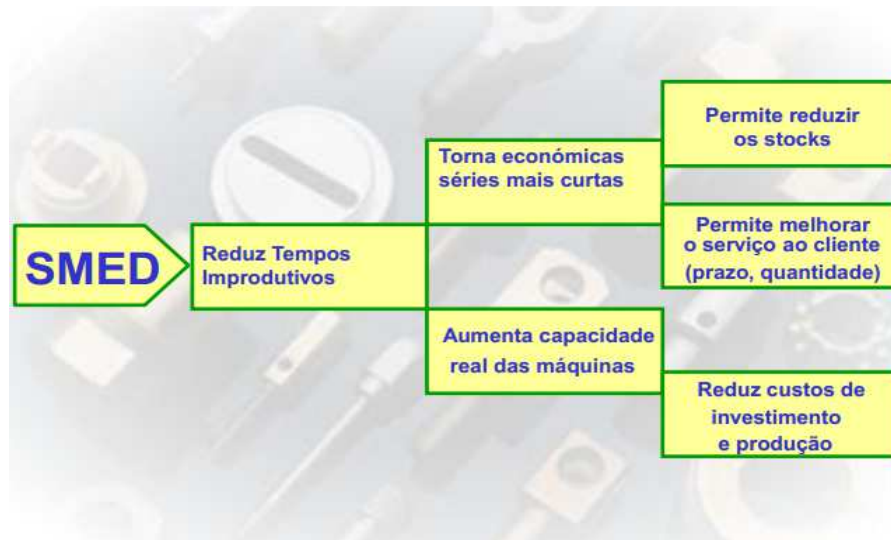 SMED
Reduz Tempos
Improdutivos
Torna económicas
séries mais curtas
Aumenta capacidade
real das máquinas
Permite reduzir
os stocks
Permite melhorar
o serviço ao cliente
(prazo, quantidade)
Reduz custos de
investimento
e produção